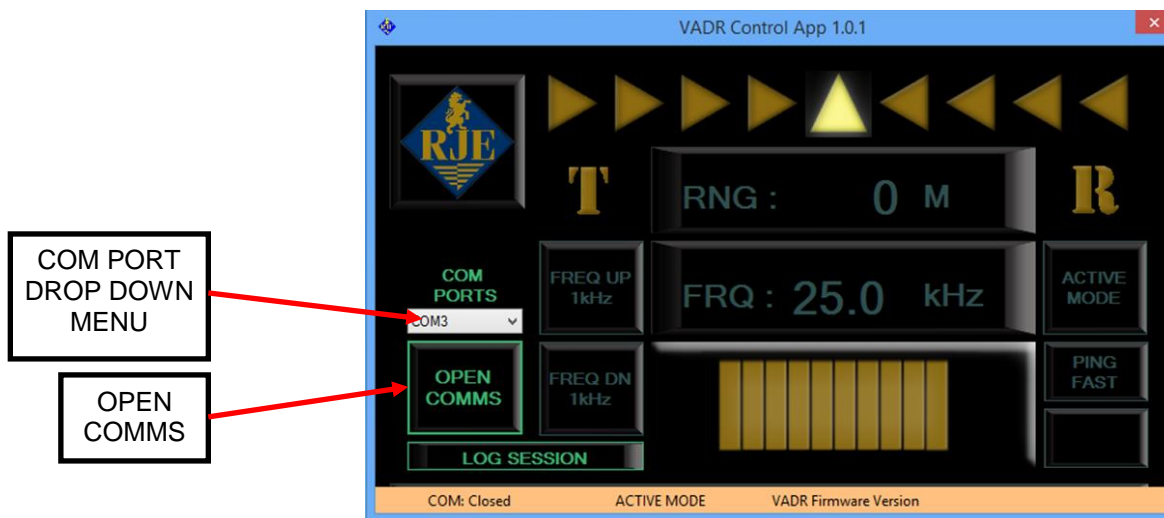 VADR Control App 1.0.1
RJE
T
RNG : 0 M
R
COM PORT
DROP DOWN
MENU
COM
PORTS
COM3
FREQ UP
1kHz
FRQ : 25.0 kHz
ACTIVE
MODE
OPEN
COMMS
OPEN
COMMS
FREQ DN
1kHz
PING
FAST
LOG SESSION
COM: Closed ACTIVE MODE VADR Firmware Version